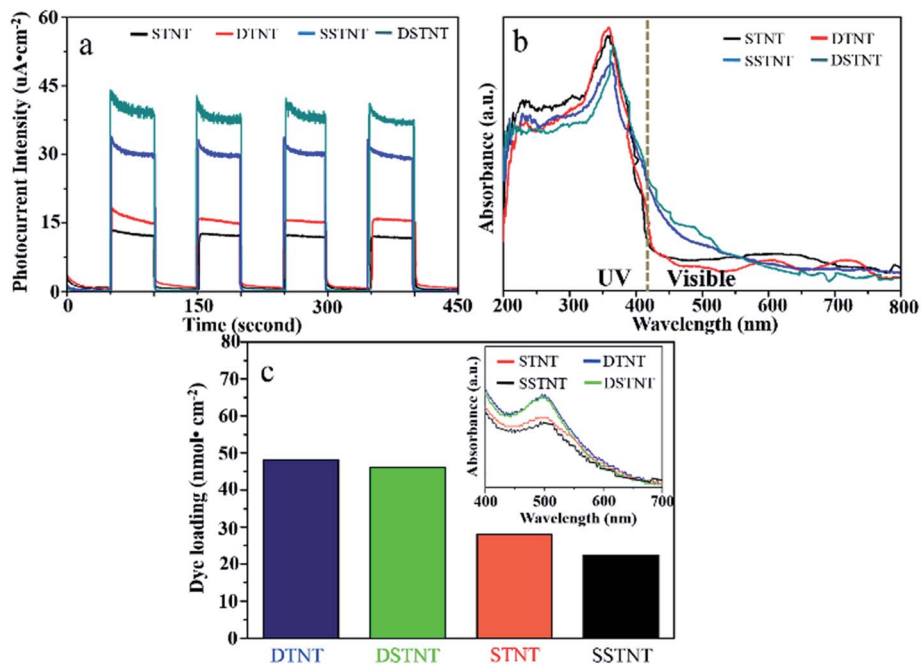 a
STNT DTNT SSTNT DSTNT
Photocurrent Intensity (uA•cm-2)
60
45
30
15
0
0 150 300 450
Time (second)
b
STNT DTNT
SSTNT DSTNT
Absorbance (a.u.)
UV Visible
200 300 400 500 600 700 800
Wavelength (nm)
c
Dye loading (nmol• cm-2)
80
70
60
50
40
30
20
10
0
DTNT DSTNT STNT SSTNT
STNT DTNT
SSTNT DSTNT
Absorbance (a.u.)
400 500 600 700
Wavelength (nm)